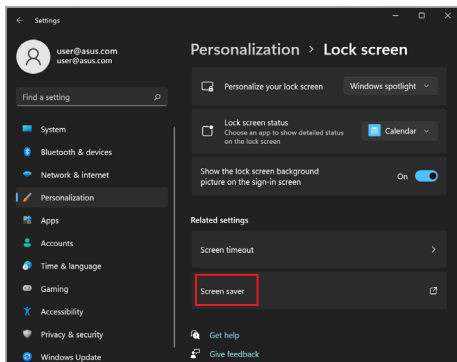 Settings
user@asus.com
user@asus.com
Find a setting
System
Bluetooth & devices
Network & internet
Personalization
Apps
Accounts
Time & language
Gaming
Accessibility
Privacy & security
Windows Update
Personalization > Lock screen
Personalize your lock screen
Windows spotlight
Lock screen status
Choose an app to show detailed status
on the lock screen
Calendar
Show the lock screen background
picture on the sign-in screen
On
Related settings
Screen timeout
Screen saver
Get help
Give feedback